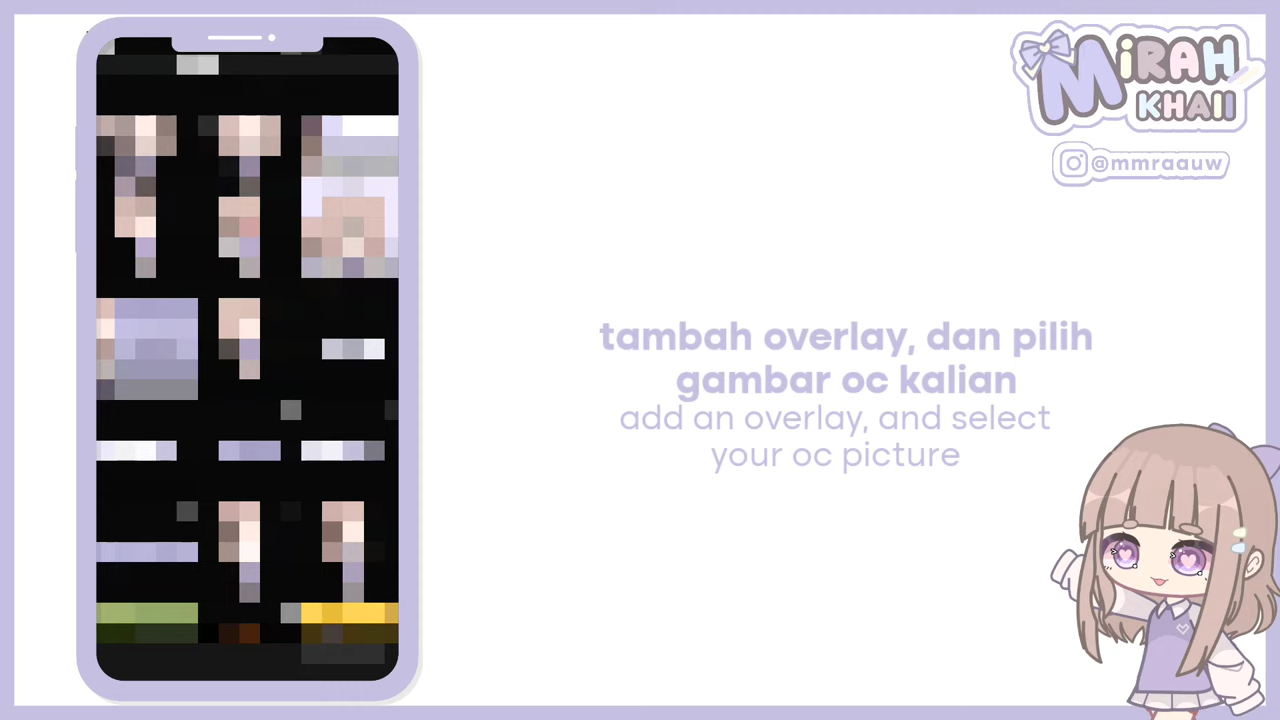 MiRAH
KHAII
@mmraauw
tambah overlay, dan pilih
gambar oc kalian
add an overlay, and select
your oc picture